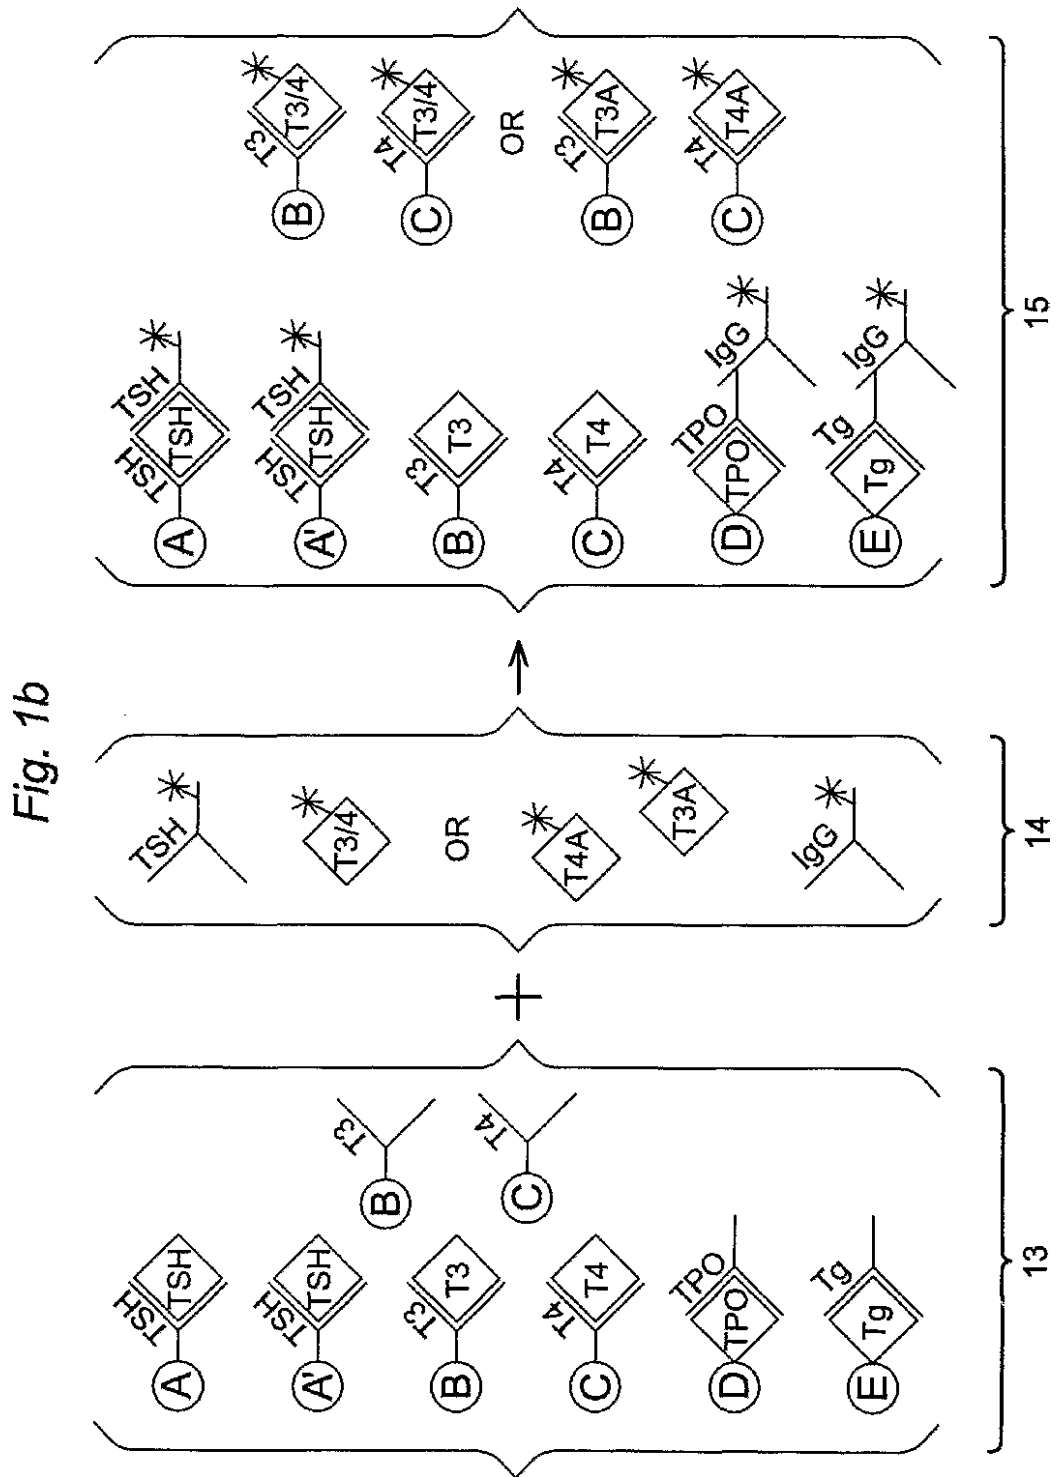 Fig. 1b
TSH
TSH
A
TSH
TSH
A'
T3
T3
B
T4
T4
C
TPO
TPO
D
Tg
Tg
E
T3
B
T4
C
13
+
TSH
T3/4
OR
T4A
T3A
IgG
14
TSH
TSH
TSH
A
TSH
TSH
TSH
A'
T3
T3
B
T4
T4
C
IgG
TPO
TPO
D
IgG
Tg
Tg
E
T3
T3/4
B
T4
T3/4
C
OR
T3
T3A
B
T4
T4A
C
15